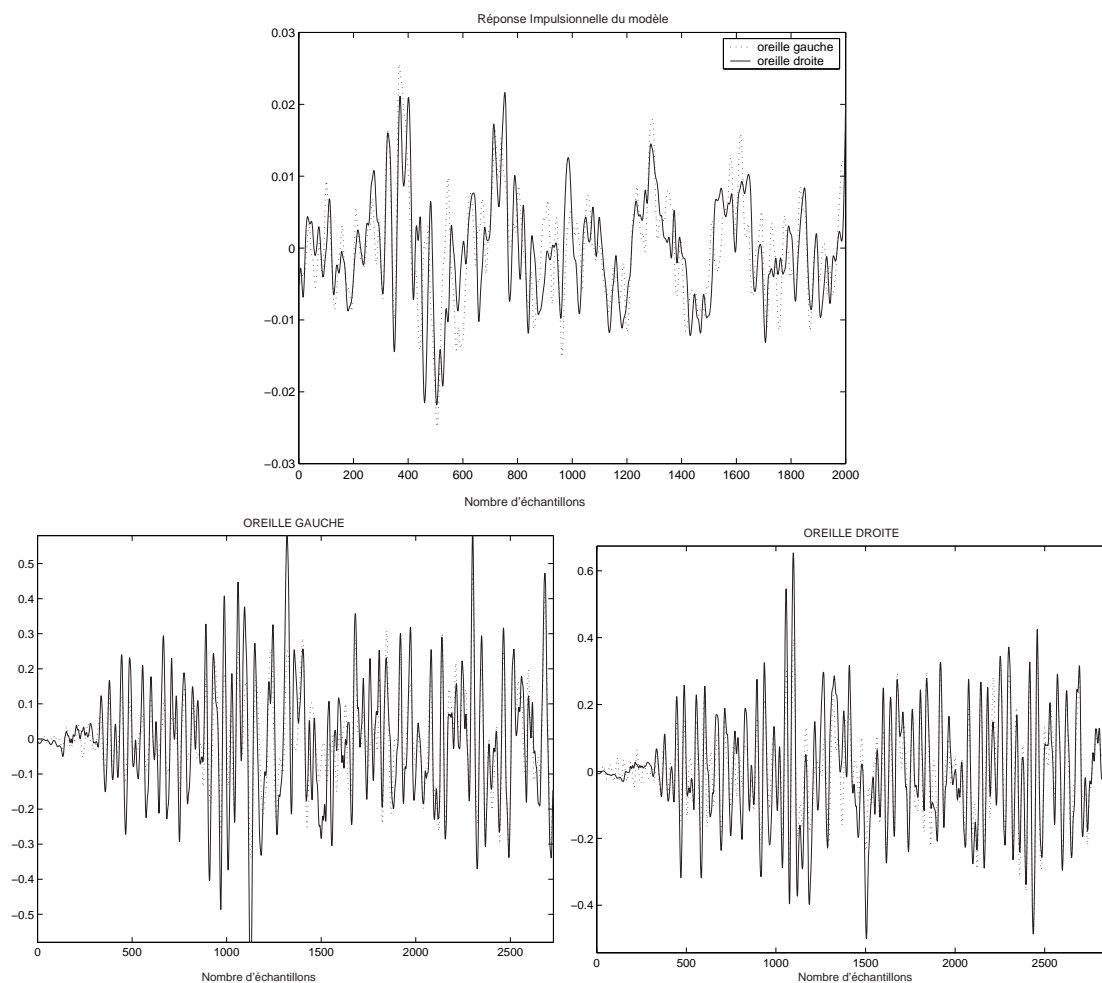 Réponse Impulsionnelle du modèle
0.03
0.02
0.01
0
−0.01
−0.02
−0.03
oreille gauche
oreille droite
0 200 400 600 800 1000 1200 1400 1600 1800 2000
Nombre d'échantillons
OREILLE GAUCHE
0.5
0.4
0.3
0.2
0.1
0
−0.1
−0.2
−0.3
−0.4
−0.5
0 500 1000 1500 2000 2500
Nombre d'échantillons
OREILLE DROITE
0.6
0.4
0.2
0
−0.2
−0.4
0 500 1000 1500 2000 2500
Nombre d'échantillons